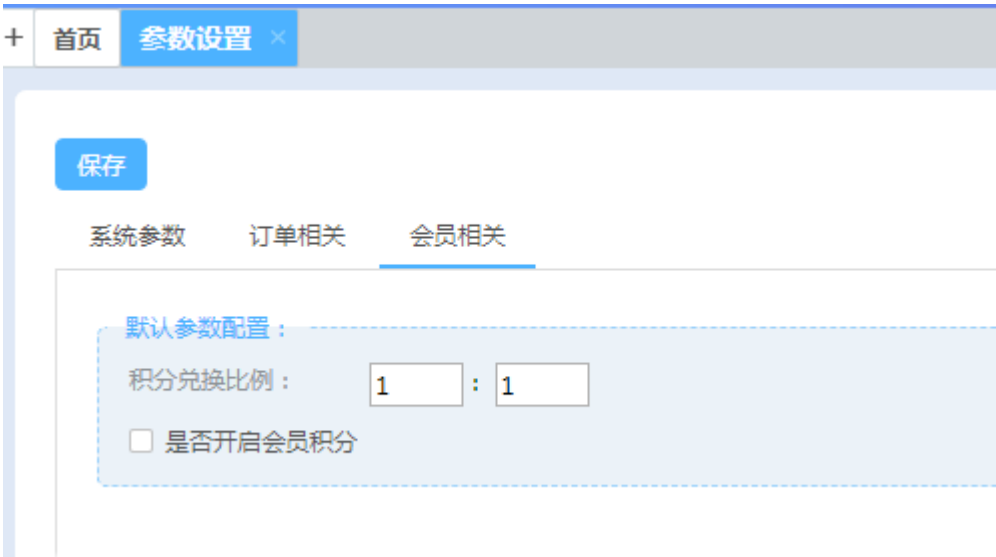 + 首页 参数设置 ×
保存
系统参数 订单相关 会员相关
默认参数配置：
积分兑换比例： 1 : 1
是否开启会员积分